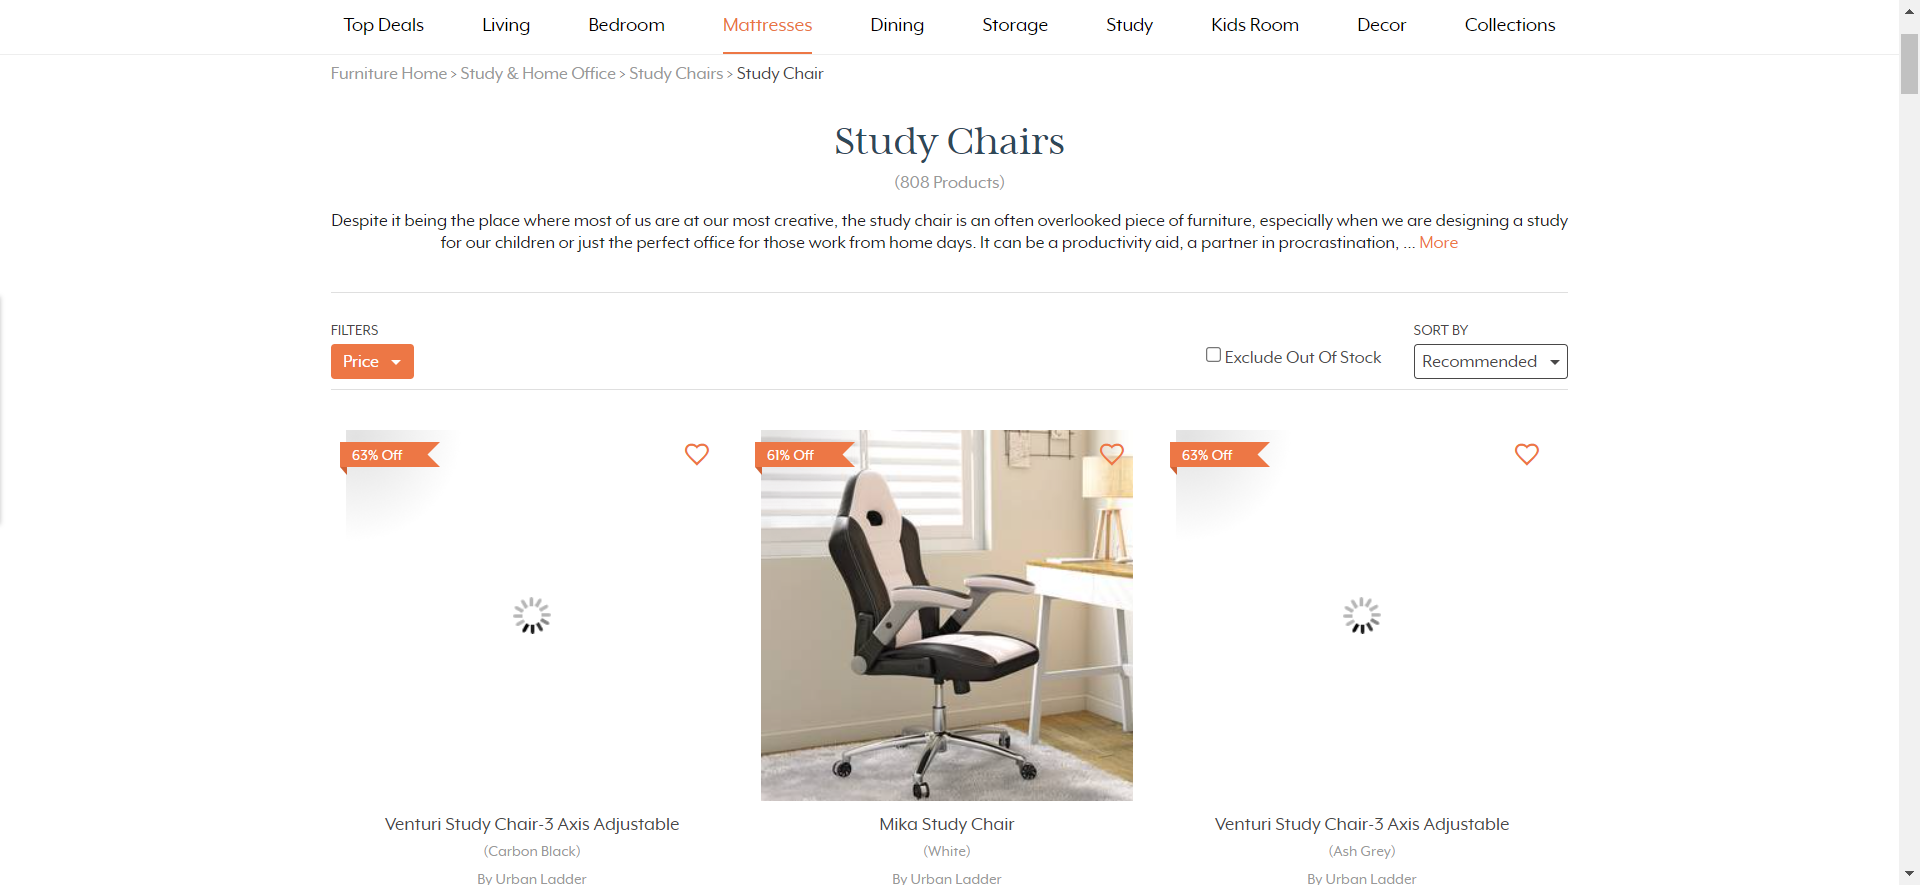 Top Deals Living Bedroom Mattresses Dining Storage Study Kids Room Decor Collections
Furniture Home > Study & Home Office > Study Chairs > Study Chair
Study Chairs
(808 Products)
Despite it being the place where most of us are at our most creative, the study chair is an often overlooked piece of furniture, especially when we are designing a study
for our children or just the perfect office for those work from home days. It can be a productivity aid, a partner in procrastination, ... More
FILTERS
Price
Exclude Out Of Stock
SORT BY
Recommended
63% Off
61% Off
63% Off
Venturi Study Chair-3 Axis Adjustable
(Carbon Black)
By Urban Ladder
Mika Study Chair
(White)
By Urban Ladder
Venturi Study Chair-3 Axis Adjustable
(Ash Grey)
By Urban Ladder